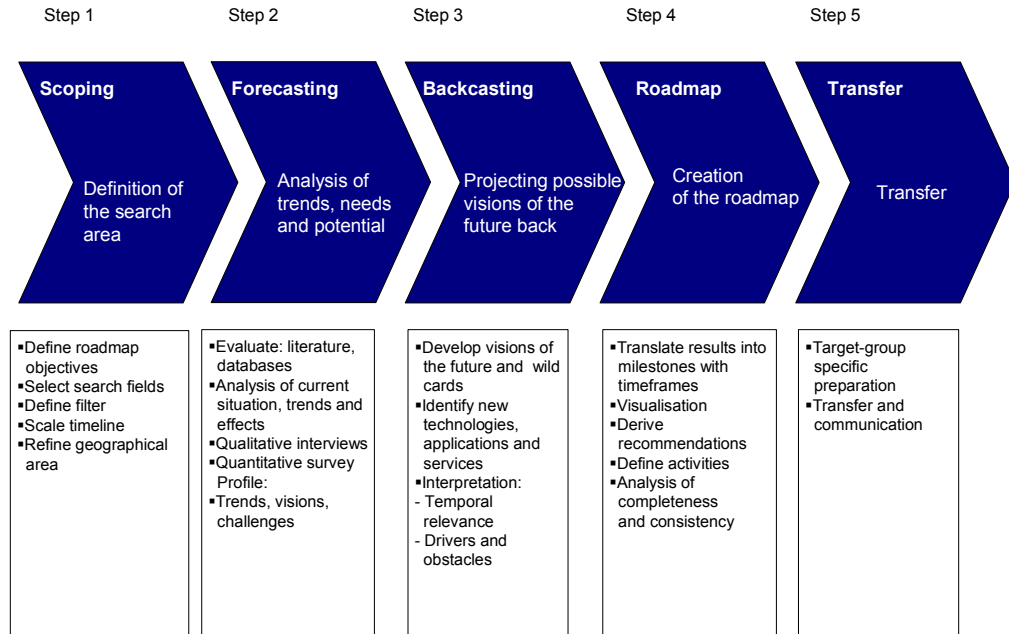 Step 1
Step 2
Step 3
Step 4
Step 5
Scoping
Definition of
the search
area
Forecasting
Analysis of
trends, needs
and potential
Backcasting
Projecting possible
visions of the
future back
Roadmap
Creation
of the roadmap
Transfer
Transfer
▪Define roadmap
objectives
▪Select search fields
▪Define filter
▪Scale timeline
▪Refine geographical
area
▪Evaluate: literature,
databases
▪Analysis of current
situation, trends and
effects
▪Qualitative interviews
▪Quantitative survey
Profile:
▪Trends, visions,
challenges
▪Develop visions of
the future and wild
cards
▪Identify new
technologies,
applications and
services
▪Interpretation:
- Temporal
relevance
- Drivers and
obstacles
▪Translate results into
milestones with
timeframes
▪Visualisation
▪Derive
recommendations
▪Define activities
▪Analysis of
completeness
and consistency
▪Target-group
specific
preparation
▪Transfer and
communication